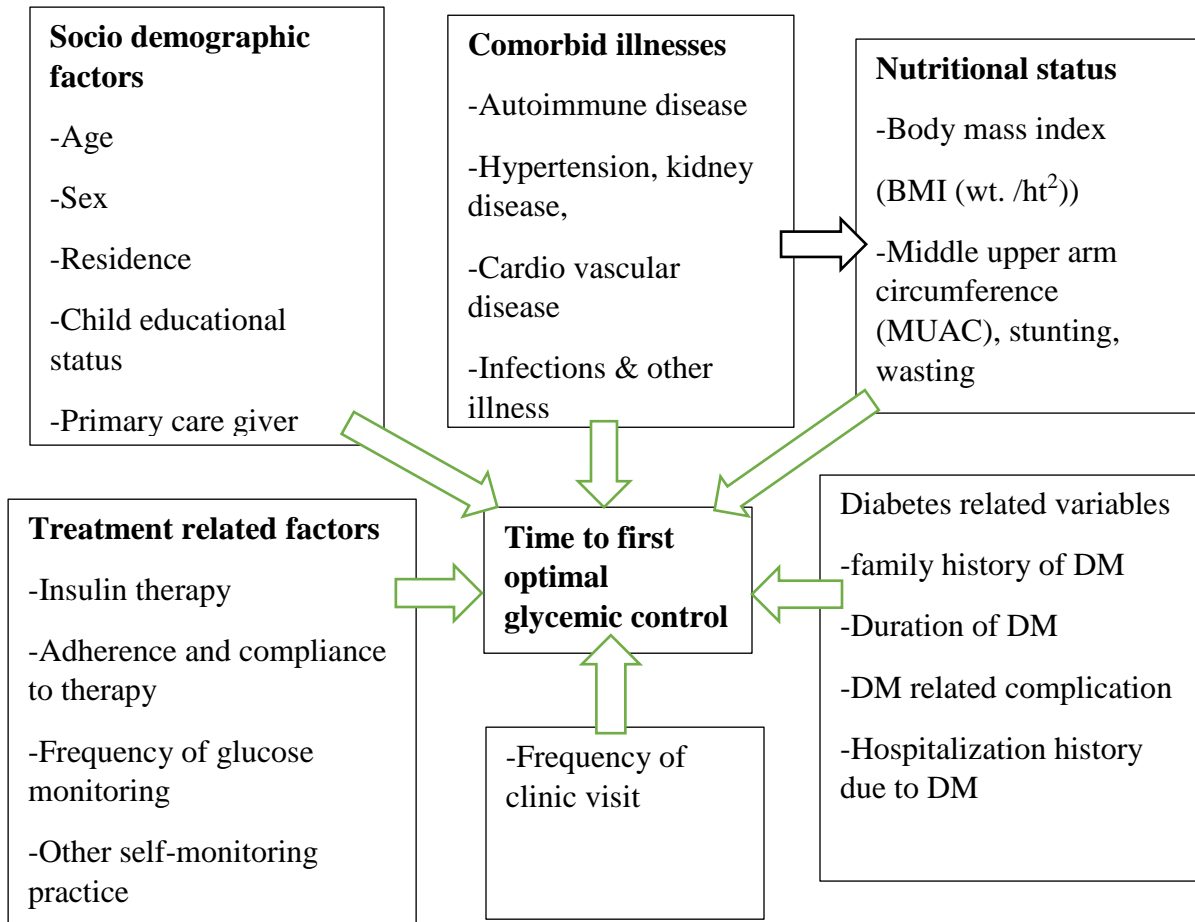 Socio demographic
factors
-Age
-Sex
-Residence
-Child educational
status
-Primary care giver
Comorbid illnesses
-Autoimmune disease
-Hypertension, kidney
disease,
-Cardio vascular
disease
-Infections & other
illness
Nutritional status
-Body mass index
(BMI (wt. /ht²))
-Middle upper arm
circumference
(MUAC), stunting,
wasting
Treatment related factors
-Insulin therapy
-Adherence and compliance
to therapy
-Frequency of glucose
monitoring
-Other self-monitoring
practice
Time to first
optimal
glycemic control
-Frequency of
clinic visit
Diabetes related variables
-family history of DM
-Duration of DM
-DM related complication
-Hospitalization history
due to DM